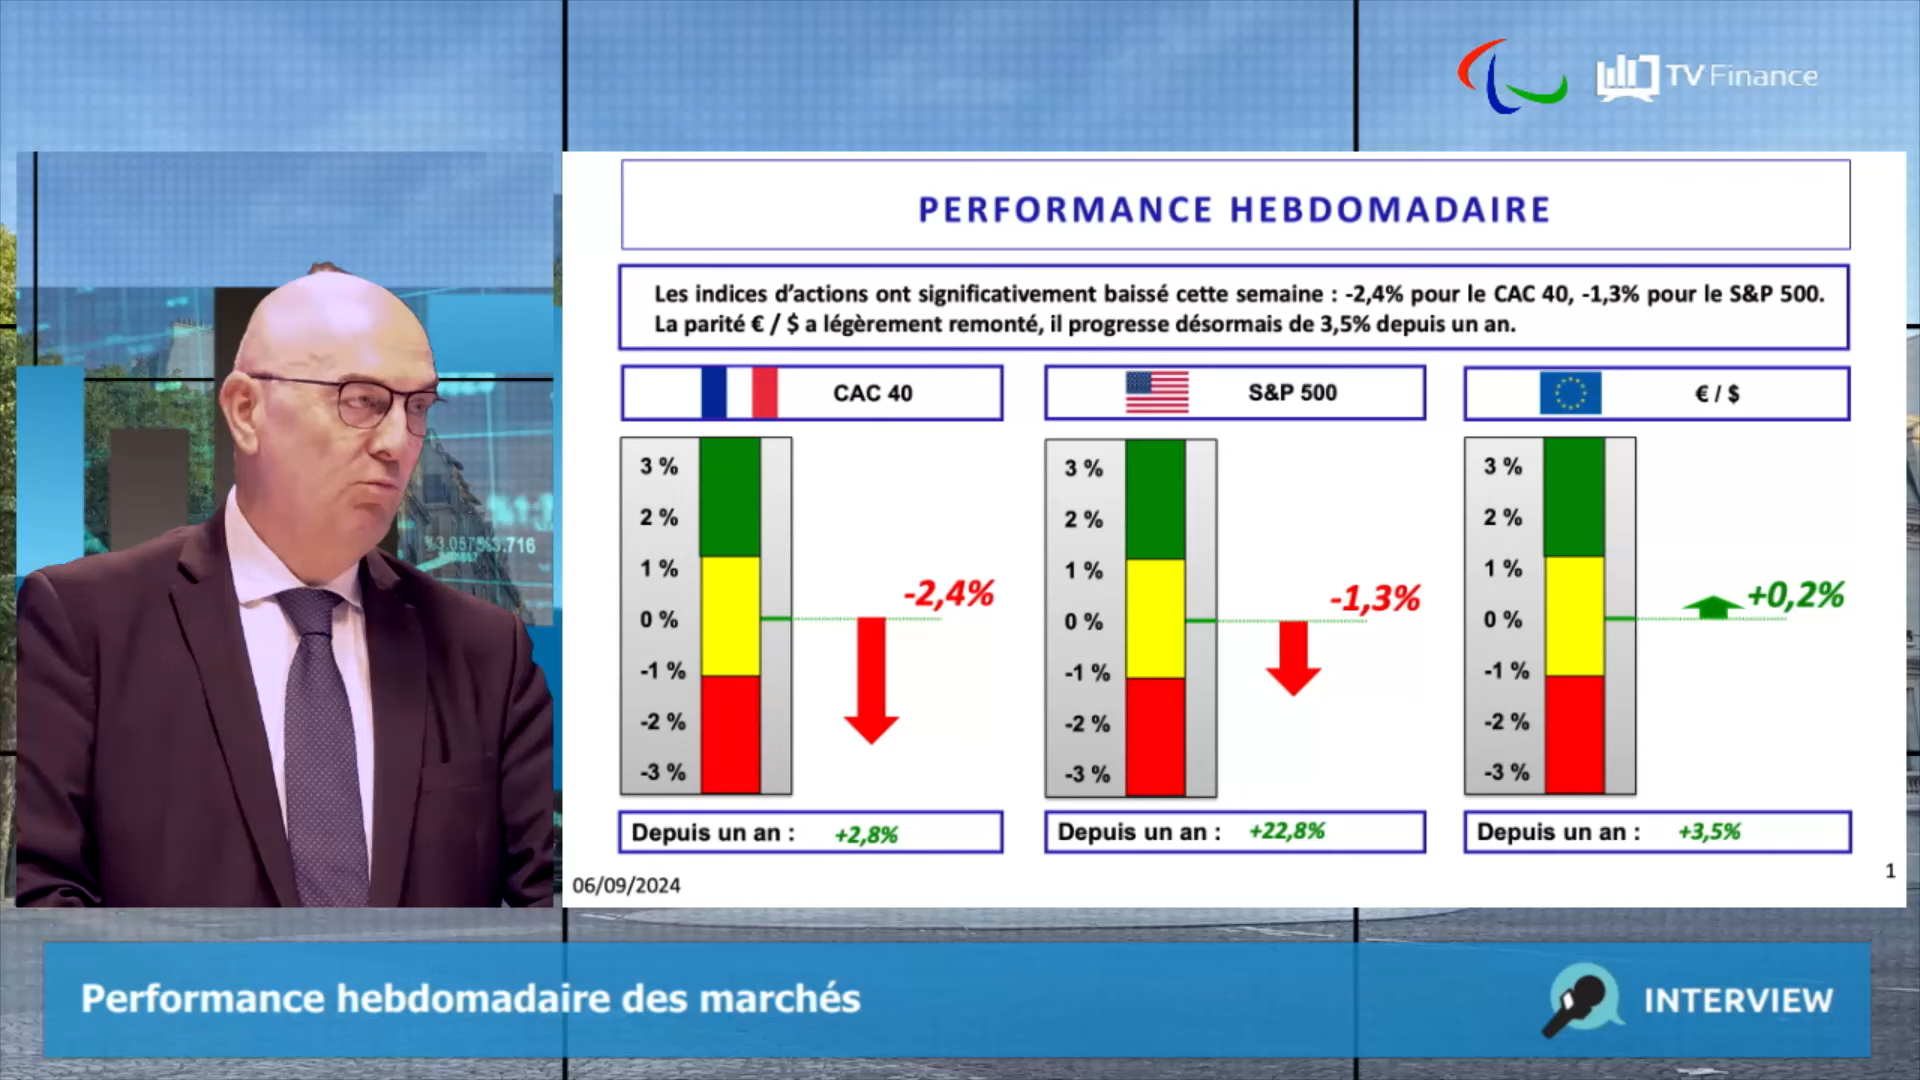 TV Finance
PERFORMANCE HEBDOMADAIRE
Les indices d'actions ont significativement baissé cette semaine : -2,4% pour le CAC 40, -1,3% pour le S&P 500.
La parité € / $ a légèrement remonté, il progresse désormais de 3,5% depuis un an.
CAC 40
3 %
2 %
1 %
0 %
-1 %
-2 %
-3 %
-2,4%
Depuis un an : +2,8%
S&P 500
3 %
2 %
1 %
0 %
-1 %
-2 %
-3 %
-1,3%
Depuis un an : +22,8%
€ / $
3 %
2 %
1 %
0 %
-1 %
-2 %
-3 %
+0,2%
Depuis un an : +3,5%
06/09/2024
1
Performance hebdomadaire des marchés
INTERVIEW